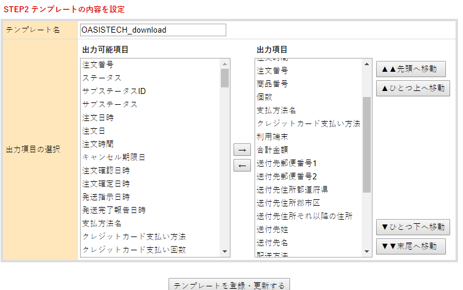 STEP2 テンプレートの内容を設定
テンプレート名
OASISTECH_download
出力項目の選択
出力可能項目
注文番号
ステータス
サブステータスID
サブステータス
注文日時
注文日
注文時間
キャンセル期限日
注文確認日時
注文確定日時
発送指示日時
発送完了報告日時
支払方法名
クレジットカード支払い方法
クレジットカード支払い回数
→
←
出力項目
注文時間
注文番号
商品番号
個数
支払方法名
クレジットカード支払い方法
利用端末
合計金額
送付先郵便番号1
送付先郵便番号2
送付先住所都道府県
送付先住所郡市区
送付先住所それ以降の住所
送付先姓
送付先名
配送方法
▲▲先頭へ移動
▲ひとつ上へ移動
▼ひとつ下へ移動
▼▼末尾へ移動
テンプレートを登録・更新する